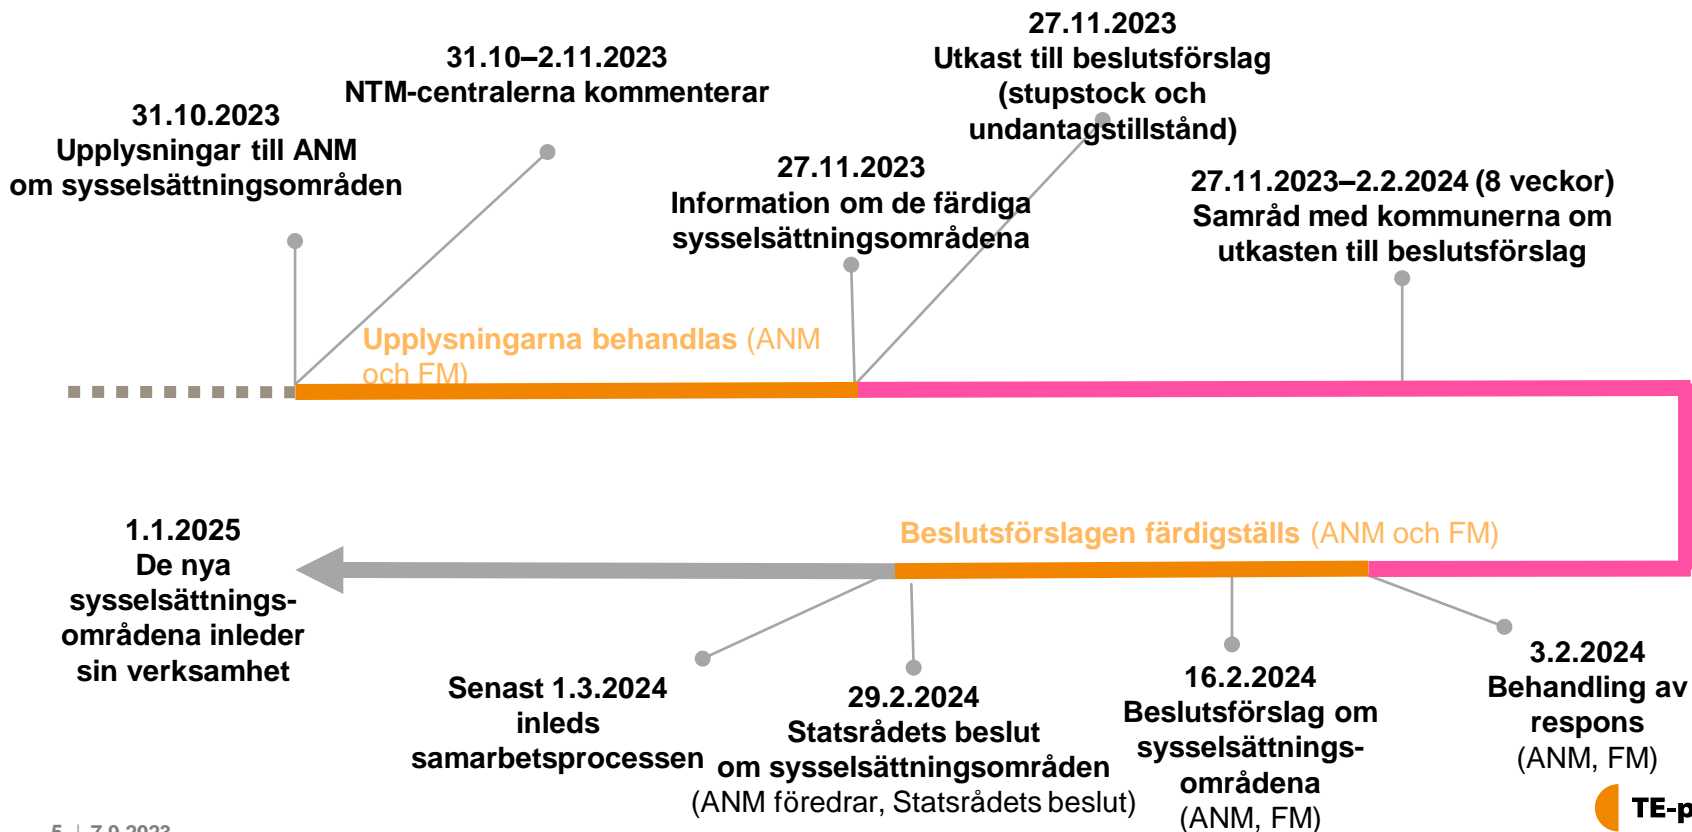 31.10.2023
Upplysningar till ANM
om sysselsättningsområden
31.10–2.11.2023
NTM-centralerna kommenterar
27.11.2023
Information om de färdiga
sysselsättningsområdena
27.11.2023
Utkast till beslutsförslag
(stupstock och
undantagstillstånd)
27.11.2023–2.2.2024 (8 veckor)
Samråd med kommunerna om
utkasten till beslutsförslag
Upplysningarna behandlas (ANM
och FM)
Beslutsförslagen färdigställs (ANM och FM)
3.2.2024
Behandling av
respons
(ANM, FM)
16.2.2024
Beslutsförslag om
sysselsättnings-
områdena
(ANM, FM)
29.2.2024
Statsrådets beslut
om sysselsättningsområden
(ANM föredrar, Statsrådets beslut)
Senast 1.3.2024
inleds
samarbetsprocessen
1.1.2025
De nya
sysselsättnings-
områdena inleder
sin verksamhet
5 | 7.9.2023
TE-p